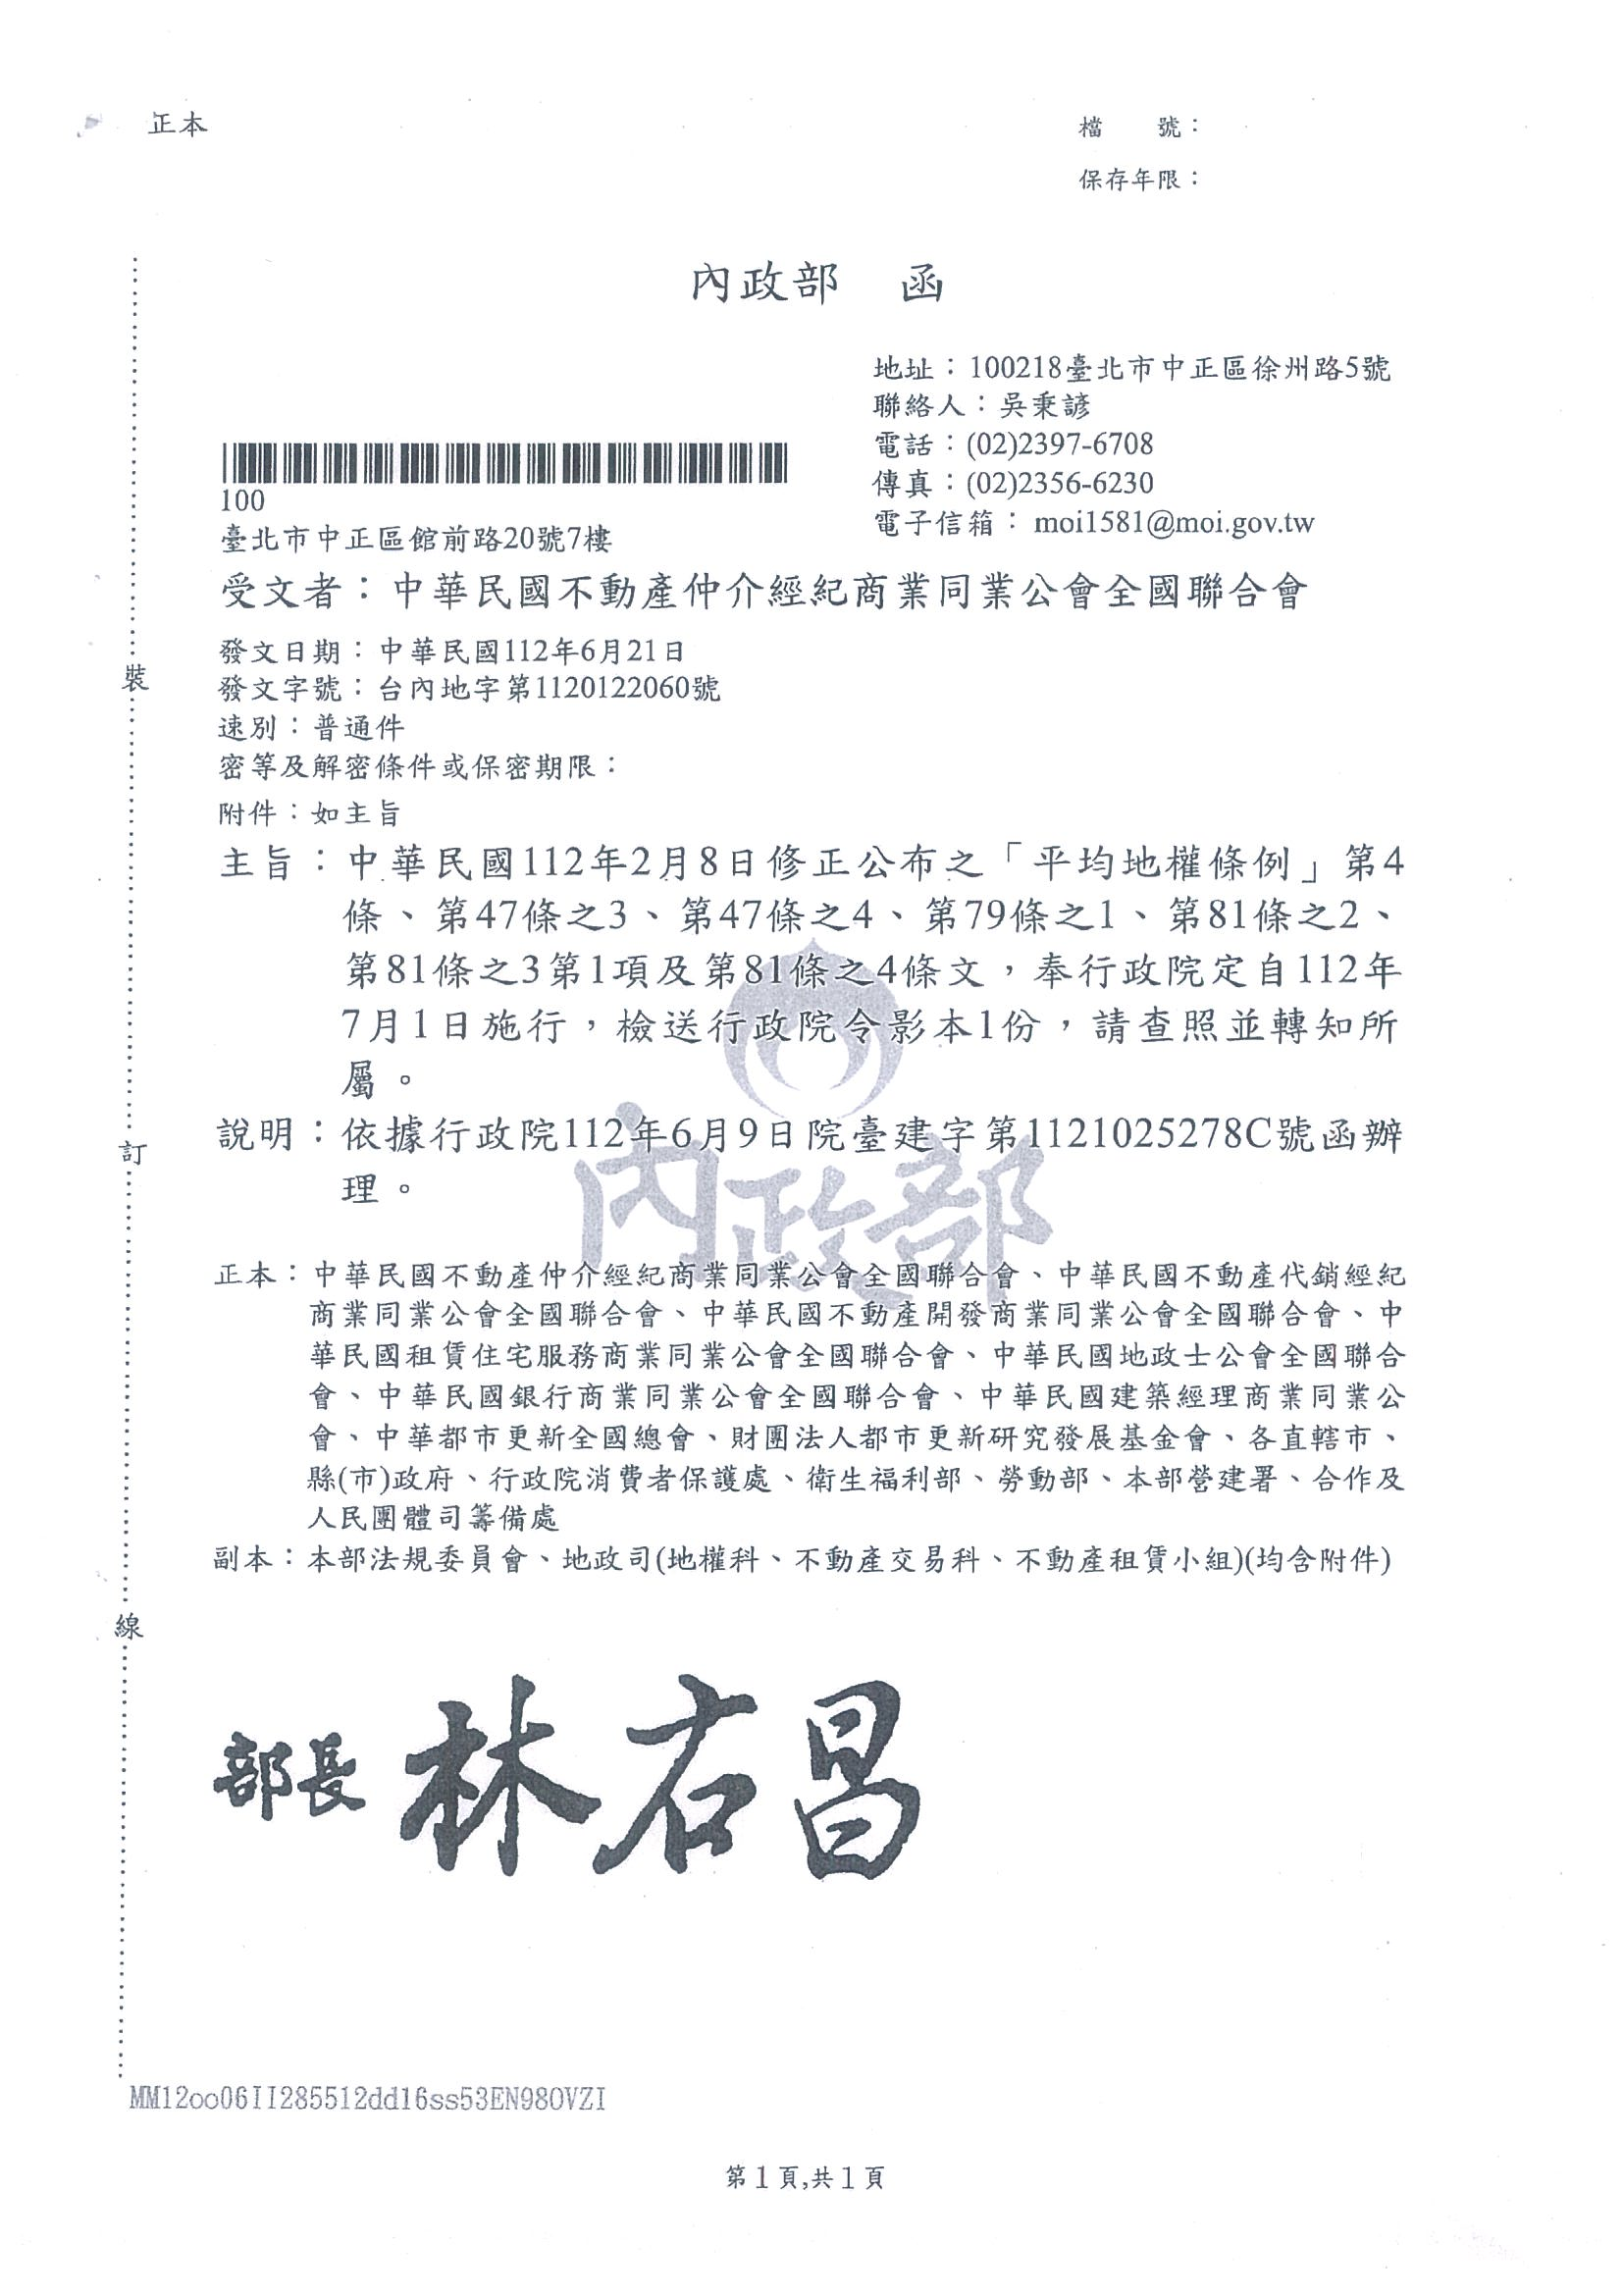 正本
檔　　號：
保存年限：
內政部　函
地址：100218臺北市中正區徐州路5號
聯絡人：吳秉諺
電話：(02)2397-6708
傳真：(02)2356-6230
電子信箱：moi1581@moi.gov.tw
100
臺北市中正區館前路20號7樓
受文者：中華民國不動產仲介經紀商業同業公會全國聯合會
發文日期：中華民國112年6月21日
發文字號：台內地字第1120122060號
速別：普通件
密等及解密條件或保密期限：
附件：如主旨
主旨：中華民國112年2月8日修正公布之「平均地權條例」第4
條、第47條之3、第47條之4、第79條之1、第81條之2、
第81條之3第1項及第81條之4條文，奉行政院定自112年
7月1日施行，檢送行政院令影本1份，請查照並轉知所
屬。
說明：依據行政院112年6月9日院臺建字第1121025278C號函辦
理。
內政部
正本：中華民國不動產仲介經紀商業同業公會全國聯合會、中華民國不動產代銷經紀
商業同業公會全國聯合會、中華民國不動產開發商業同業公會全國聯合會、中
華民國租賃住宅服務商業同業公會全國聯合會、中華民國地政士公會全國聯合
會、中華民國銀行商業同業公會全國聯合會、中華民國建築經理商業同業公
會、中華都市更新全國總會、財團法人都市更新研究發展基金會、各直轄市、
縣(市)政府、行政院消費者保護處、衛生福利部、勞動部、本部營建署、合作及
人民團體司籌備處
副本：本部法規委員會、地政司(地權科、不動產交易科、不動產租賃小組)(均含附件)
裝
訂
線
部長 林右昌
MM12oo06II285512dd16ss53EN98OVZI
第1頁,共1頁